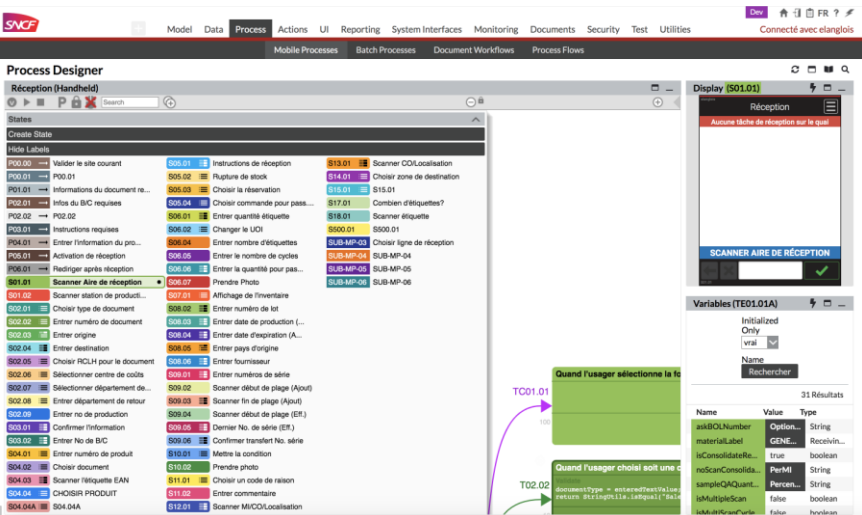 Dev FR ?
SNCF
Model Data Process Actions UI Reporting System Interfaces Monitoring Documents Security Test Utilities
Connecté avec elanglois
Mobile Processes Batch Processes Document Workflows Process Flows
Process Designer
Réception (Handheld)
Search
States
Create State
Hide Labels
P00.00 Valider le site courant
P00.01 P00.01
P01.01 Informations du document re...
P02.01 Infos du B/C requises
P02.02 P02.02
P03.01 Instructions requises
P04.01 Entrer l'information du pro...
P05.01 Activation de réception
P06.01 Rediriger après réception
S01.01 Scanner Aire de réception
S01.02 Scanner station de producti...
S02.01 Choisir type de document
S02.02 Entrer numéro de document
S02.03 Entrer origine
S02.04 Entrer destination
S02.05 Choisir RCLH pour le document
S02.06 Sélectionner centre de coûts
S02.07 Sélectionner département de...
S02.08 Entrer département de retour
S02.09 Entrer no de production
S03.01 Confirmer l'information
S03.02 Entrer No de B/C
S04.01 Entrer numéro de produit
S04.02 Choisir document
S04.03 Scanner l'étiquette EAN
S04.04 CHOISIR PRODUIT
S04.04A S04.04A
S05.01 Instructions de réception
S05.02 Rupture de stock
S05.03 Choisir la réservation
S05.04 Choisir commande pour pass...
S06.01 Entrer quantité étiquette
S06.02 Changer le UOI
S06.04 Entrer nombre d'étiquettes
S06.05 Entrer le nombre de cycles
S06.06 Entrer la quantité pour pas...
S06.07 Prendre Photo
S07.01 Affichage de l'inventaire
S08.02 Entrer numéro de lot
S08.03 Entrer date de production (...
S08.04 Entrer date d'expiration (A...
S08.05 Entrer pays d'origine
S08.06 Entrer fournisseur
S09.01 Entrer numéros de série
S09.02 Scanner début de plage (Ajout)
S09.03 Scanner fin de plage (Ajout)
S09.04 Scanner début de plage (Eff.)
S09.05 Dernier No. de série (Eff.)
S09.06 Confirmer transfert No. série
S10.01 Mettre la condition
S10.02 Prendre photo
S11.01 Choisir un code de raison
S11.02 Entrer commentaire
S12.01 Scanner MI/CO/Localisation
S13.01 Scanner CO/Localisation
S14.01 Choisir zone de destination
S15.01 S15.01
S17.01 Combien d'étiquettes?
S18.01 Scanner étiquette
S500.01 S500.01
SUB-MP-03 Choisir ligne de réception
SUB-MP-04 SUB-MP-04
SUB-MP-05 SUB-MP-05
SUB-MP-06 SUB-MP-06
TC01.01
Quand l'usager sélectionne la fo
100
T02.02
Quand l'usager choisi soit une c
documentType = enteredTextValue;
return StringUtils.isEqual("Sale
Display (S01.01)
Réception
Aucune tâche de réception sur le quai
SCANNER AIRE DE RÉCEPTION
Variables (TE01.01A)
Initialized
Only
vrai
Name
Rechercher
31 Résultats
Name Value Type
askBOLNumber Option... String
materialLabel GENE... Receivin...
isConsolidateRe... true boolean
noScanConsolida... PerMI String
sampleQAQuant... Percen... String
isMultipleScan false boolean
isMultiScanCycle false boolean